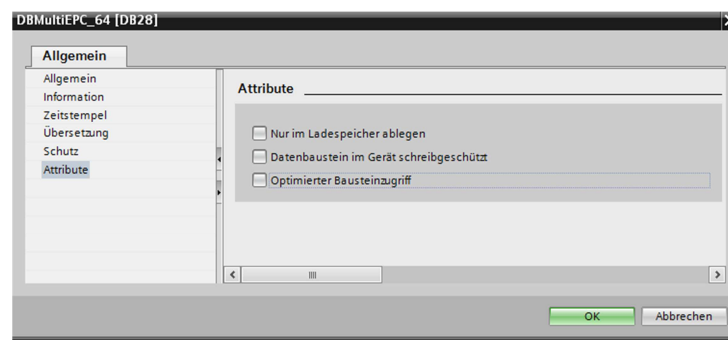 DBMultiEPC_64 [DB28]
Allgemein
Allgemein
Information
Zeitstempel
Übersetzung
Schutz
Attribute
Attribute
Nur im Ladespeicher ablegen
Datenbaustein im Gerät schreibgeschützt
Optimierter Bausteinzugriff
OK
Abbrechen